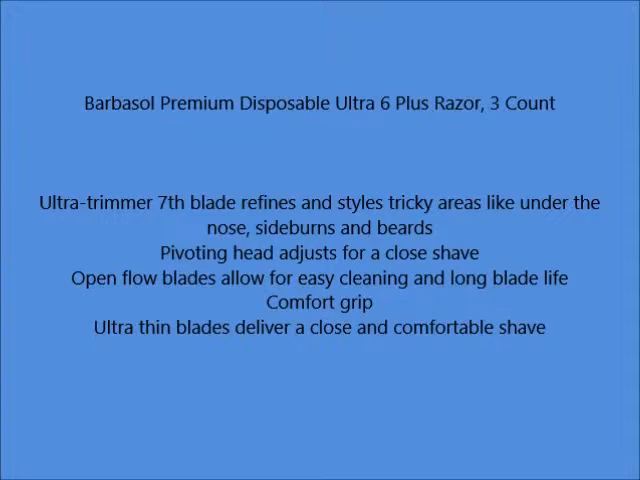 Barbasol Premium Disposable Ultra 6 Plus Razor, 3 Count
Ultra-trimmer 7th blade refines and styles tricky areas like under the
nose, sideburns and beards
Pivoting head adjusts for a close shave
Open flow blades allow for easy cleaning and long blade life
Comfort grip
Ultra thin blades deliver a close and comfortable shave